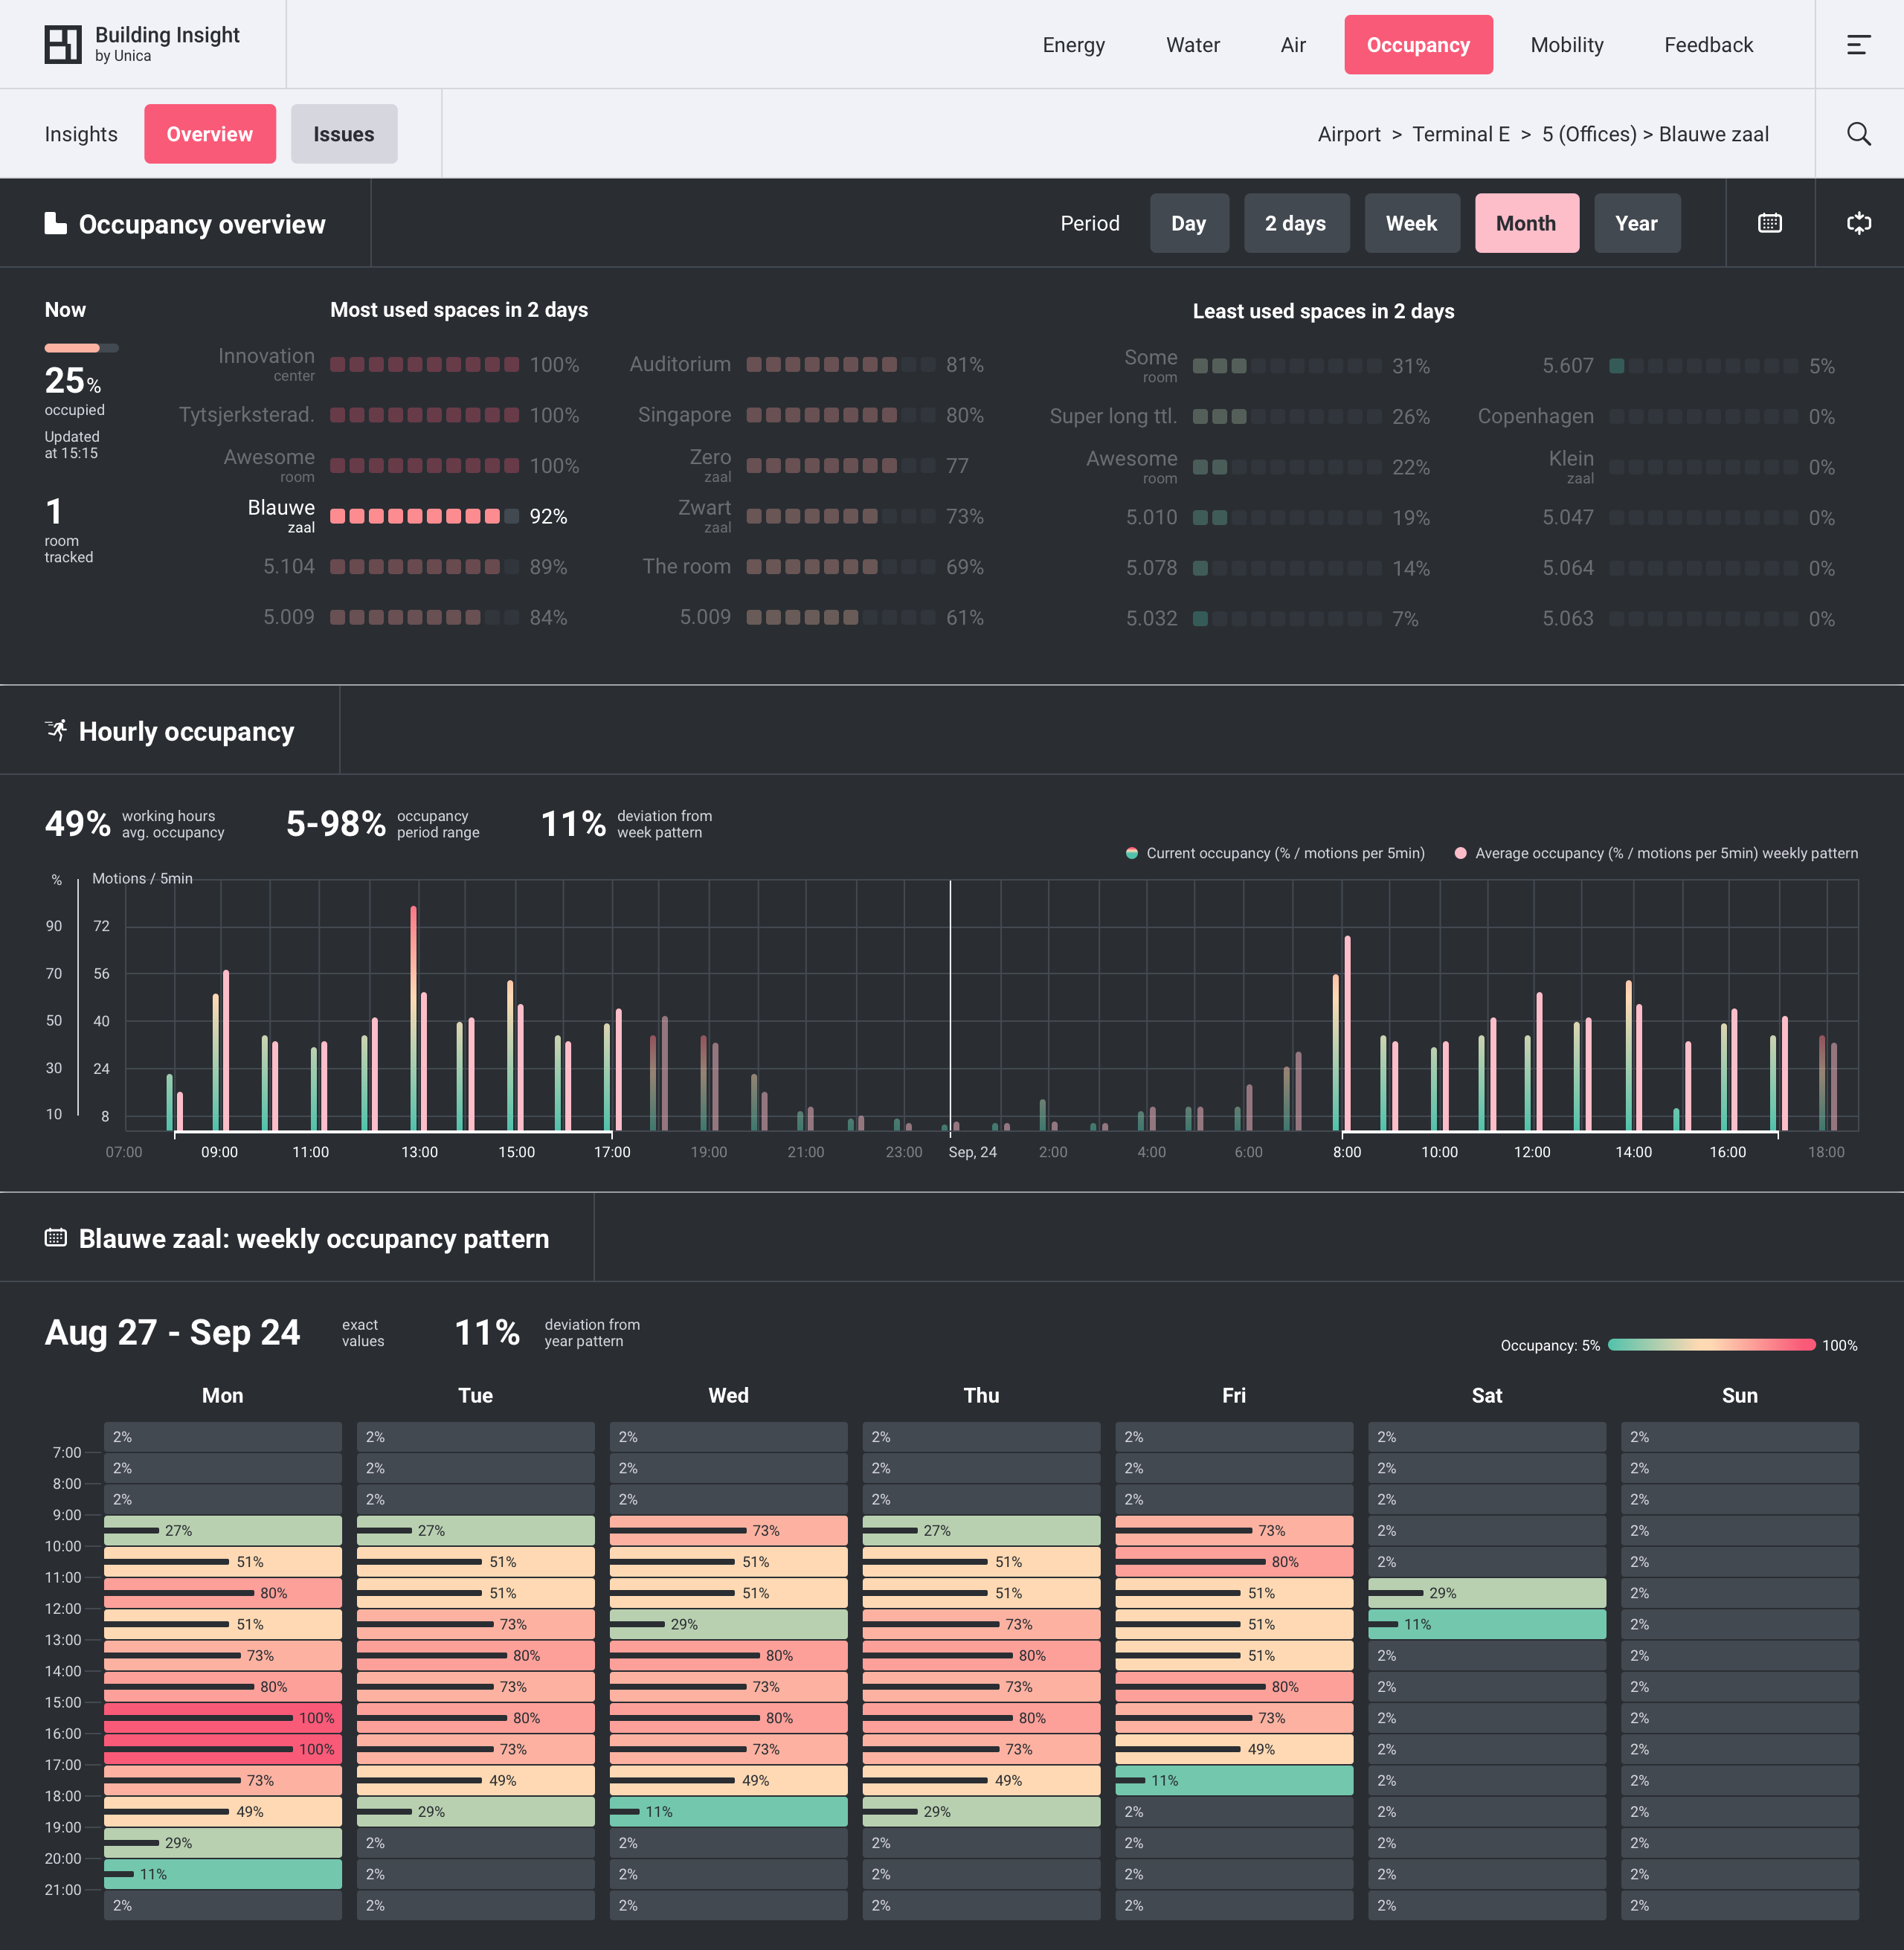 Building Insight
by Unica
Energy
Water
Air
Occupancy
Mobility
Feedback
Insights
Overview
Issues
Airport > Terminal E > 5 (Offices) > Blauwe zaal
Occupancy overview
Period
Day
2 days
Week
Month
Year
Now
25%
occupied
Updated
at 15:15
1
room
tracked
Most used spaces in 2 days
Innovation
center
100%
Tytsjerksterad.
100%
Awesome
room
100%
Blauwe
zaal
92%
5.104
89%
5.009
84%
Auditorium
81%
Singapore
80%
Zero
zaal
77
Zwart
zaal
73%
The room
69%
5.009
61%
Least used spaces in 2 days
Some
room
31%
Super long ttl.
26%
Awesome
room
22%
5.010
19%
5.078
14%
5.032
7%
5.607
5%
Copenhagen
0%
Klein
zaal
0%
5.047
0%
5.064
0%
5.063
0%
Hourly occupancy
49%
working hours
avg. occupancy
5-98%
occupancy
period range
11%
deviation from
week pattern
Current occupancy (% / motions per 5min)
Average occupancy (% / motions per 5min) weekly pattern
% Motions / 5min
90 72
70 56
50 40
30 24
10 8
07:00 09:00 11:00 13:00 15:00 17:00 19:00 21:00 23:00 Sep, 24 2:00 4:00 6:00 8:00 10:00 12:00 14:00 16:00 18:00
Blauwe zaal: weekly occupancy pattern
Aug 27 - Sep 24
exact
values
11%
deviation from
year pattern
Occupancy: 5% 100%
Mon Tue Wed Thu Fri Sat Sun
2% 2% 2% 2% 2% 2% 2%
7:00
2% 2% 2% 2% 2% 2% 2%
8:00
2% 2% 2% 2% 2% 2% 2%
9:00
27% 27% 73% 27% 73% 2% 2%
10:00
51% 51% 51% 51% 80% 2% 2%
11:00
80% 51% 51% 51% 51% 29% 2%
12:00
51% 73% 29% 73% 51% 11% 2%
13:00
73% 80% 80% 80% 51% 2% 2%
14:00
80% 73% 73% 73% 80% 2% 2%
15:00
100% 80% 80% 80% 73% 2% 2%
16:00
100% 73% 73% 73% 49% 2% 2%
17:00
73% 49% 49% 49% 11% 2% 2%
18:00
49% 29% 11% 29% 2% 2% 2%
19:00
29% 2% 2% 2% 2% 2% 2%
20:00
11% 2% 2% 2% 2% 2% 2%
21:00
2% 2% 2% 2% 2% 2% 2%